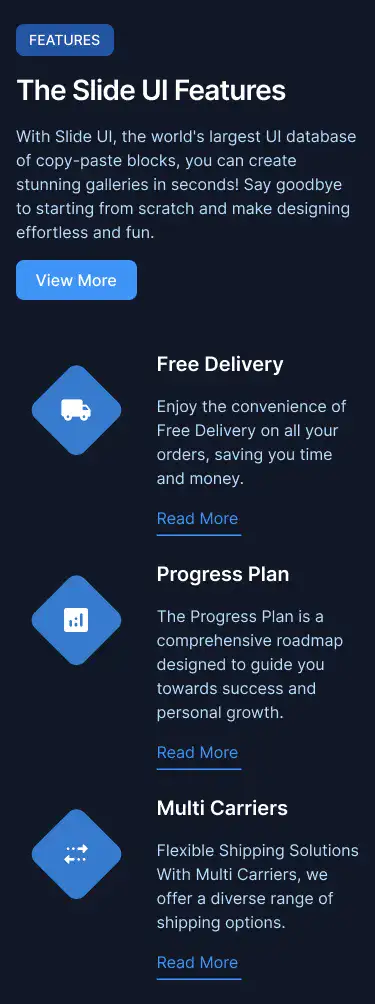 FEATURES
The Slide UI Features
With Slide UI, the world's largest UI database
of copy-paste blocks, you can create
stunning galleries in seconds! Say goodbye
to starting from scratch and make designing
effortless and fun.
View More
Free Delivery
Enjoy the convenience of
Free Delivery on all your
orders, saving you time
and money.
Read More
Progress Plan
The Progress Plan is a
comprehensive roadmap
designed to guide you
towards success and
personal growth.
Read More
Multi Carriers
Flexible Shipping Solutions
With Multi Carriers, we
offer a diverse range of
shipping options.
Read More